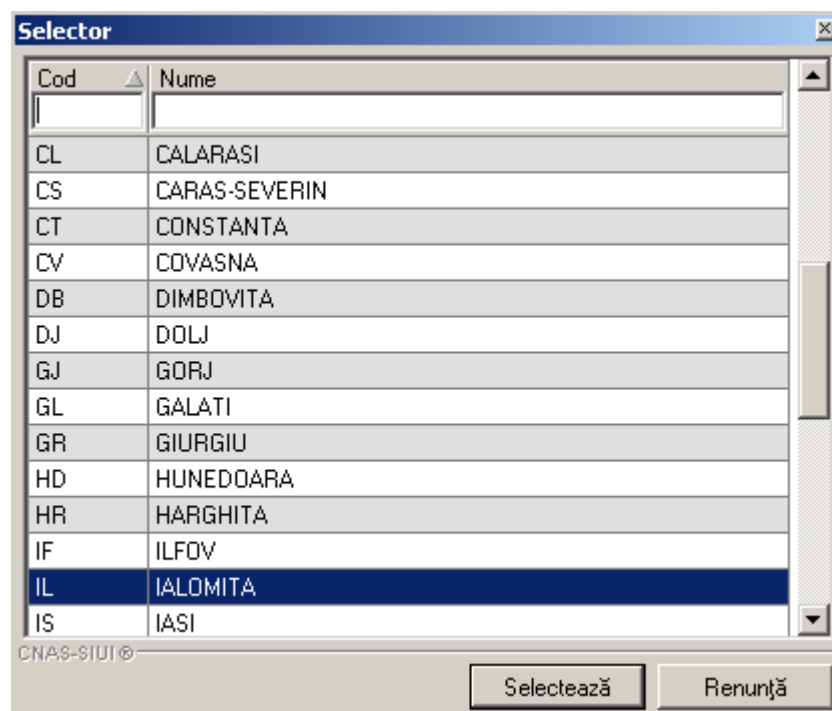 Selector
Cod Nume
CL CALARASI
CS CARAS-SEVERIN
CT CONSTANTA
CV COVASNA
DB DIMBOVITA
DJ DOLJ
GJ GORJ
GL GALATI
GR GIURGIU
HD HUNEDOARA
HR HARGHITA
IF ILFOV
IL IALOMITA
IS IASI
CNAS-SIUI®
Selectează Renunţă